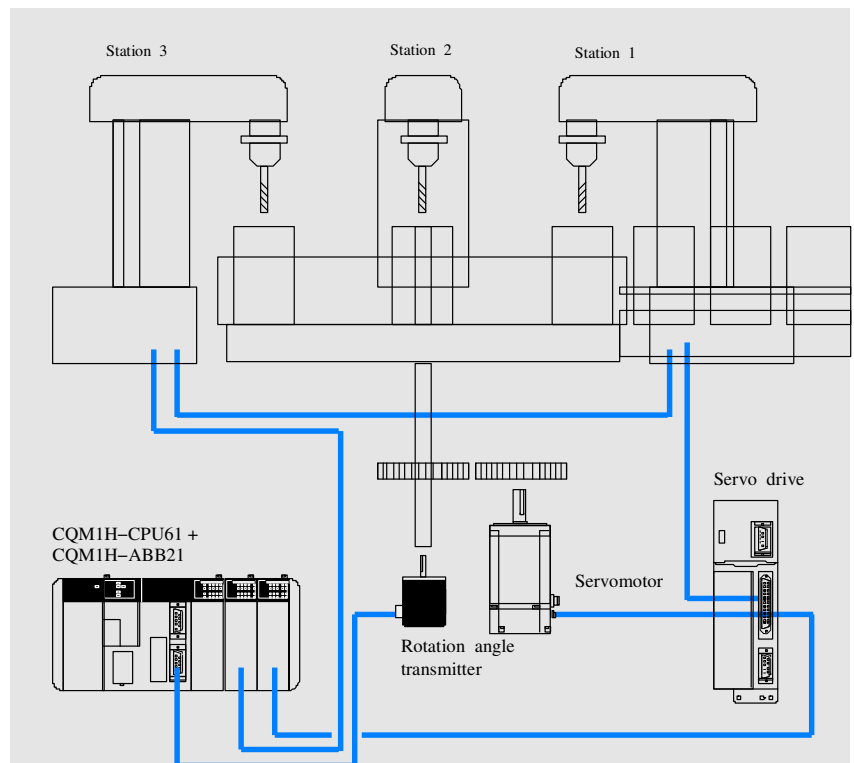 Station 3
Station 2
Station 1
Servo drive
CQM1H−CPU61 +
CQM1H−ABB21
Servomotor
Rotation angle
transmitter